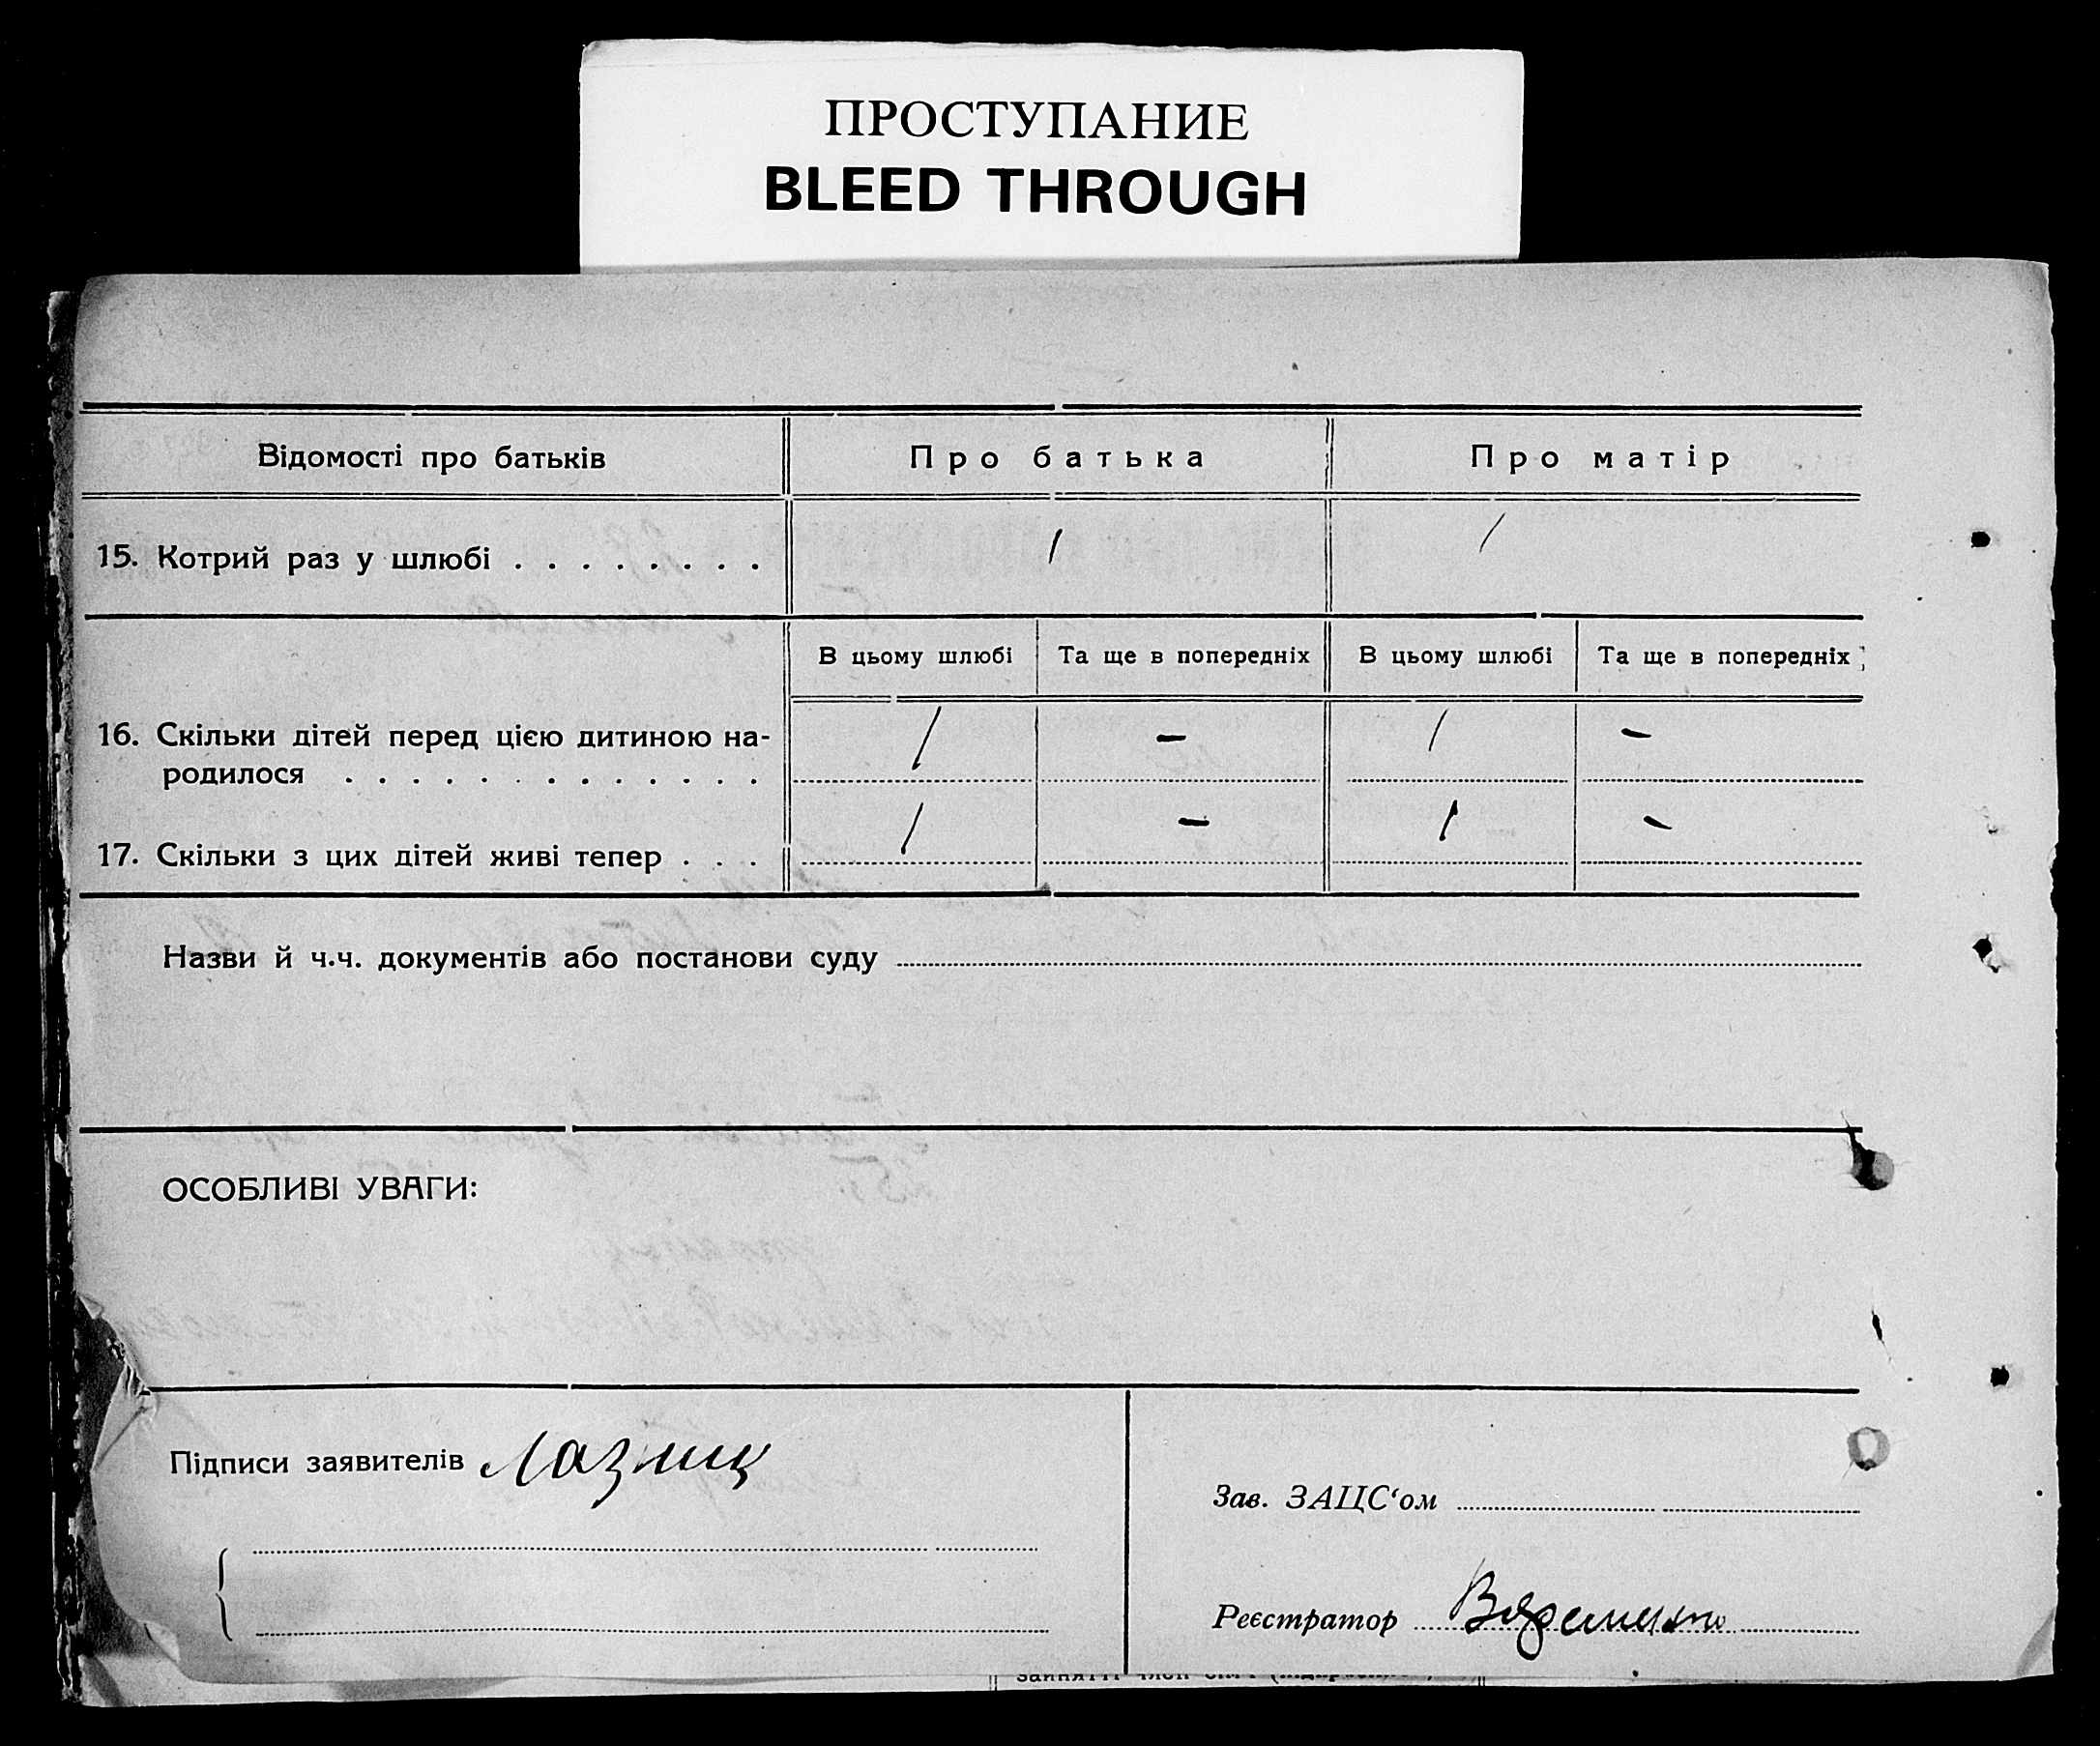 ПРОСТУПАНИЕ
BLEED THROUGH
Відомості про батьків
Про батька
Про матір
15. Котрий раз у шлюбі . . . . . . . .
1
1
В цьому шлюбі
Та ще в попередніх
В цьому шлюбі
Та ще в попередніх
16. Скільки дітей перед цією дитиною на-
родилося . . . . . . . . . . . . .
1
-
1
-
17. Скільки з цих дітей живі тепер . . .
1
-
1
-
Назви й ч.ч. документів або постанови суду
ОСОБЛИВІ УВАГИ:
Підписи заявителів
Зав. ЗАЦС‘ом
Реєстратор